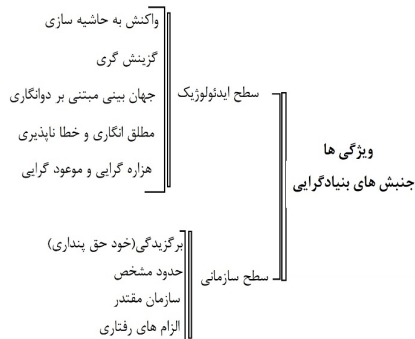 ویژگی ها
جنبش های بنیادگرایی
سطح ایدئولوژیک
واکنش به حاشیه سازی
گزینش گری
جهان بینی مبتنی بر دوانگاری
مطلق انگاری و خطا ناپذیری
هزاره گرایی و موعود گرایی
سطح سازمانی
برگزیدگی(خود حق پنداری)
حدود مشخص
سازمان مقتدر
الزام های رفتاری